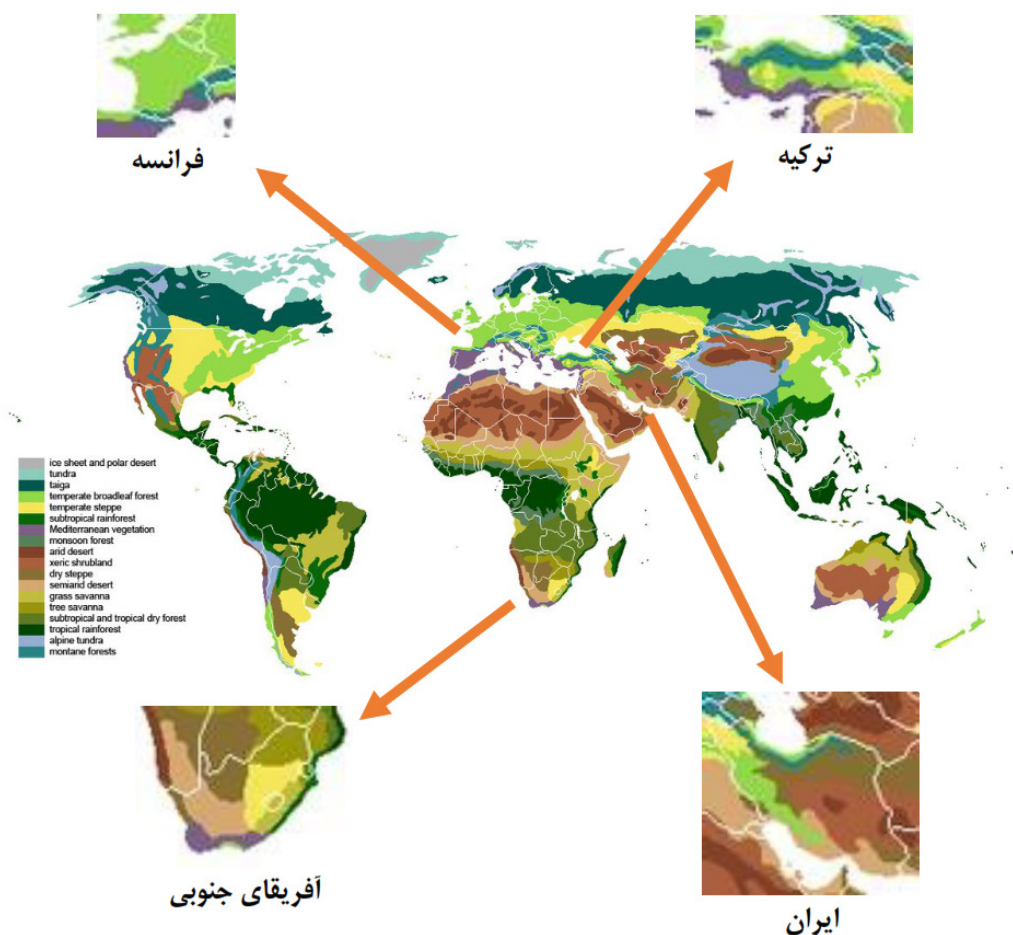 فرانسه
ترکیه
ice sheet and polar desert
tundra
taiga
temperate broadleaf forest
temperate steppe
subtropical rainforest
Mediterranean vegetation
monsoon forest
arid desert
xeric shrubland
dry steppe
semiarid desert
grass savanna
tree savanna
subtropical and tropical dry forest
tropical rainforest
alpine tundra
montane forests
آفریقای جنوبی
ایران